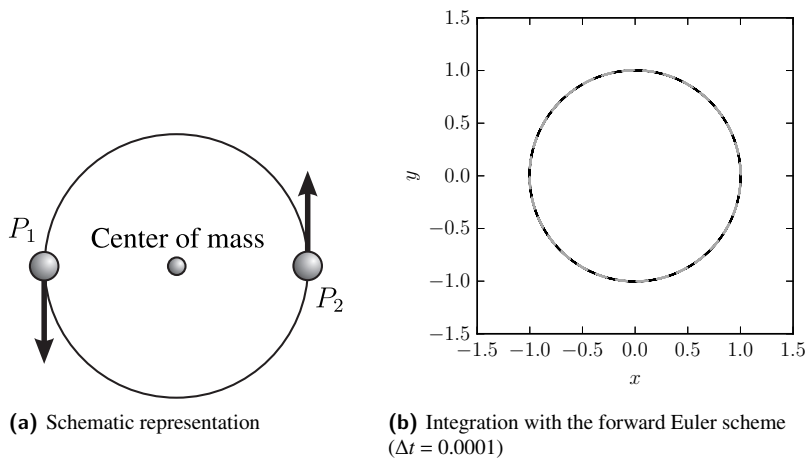 P₁
Center of mass
P₂
(a) Schematic representation
1.5
1.0
0.5
0.0
−0.5
−1.0
−1.5
y
−1.5 −1.0 −0.5 0.0 0.5 1.0 1.5
x
(b) Integration with the forward Euler scheme
(Δt = 0.0001)